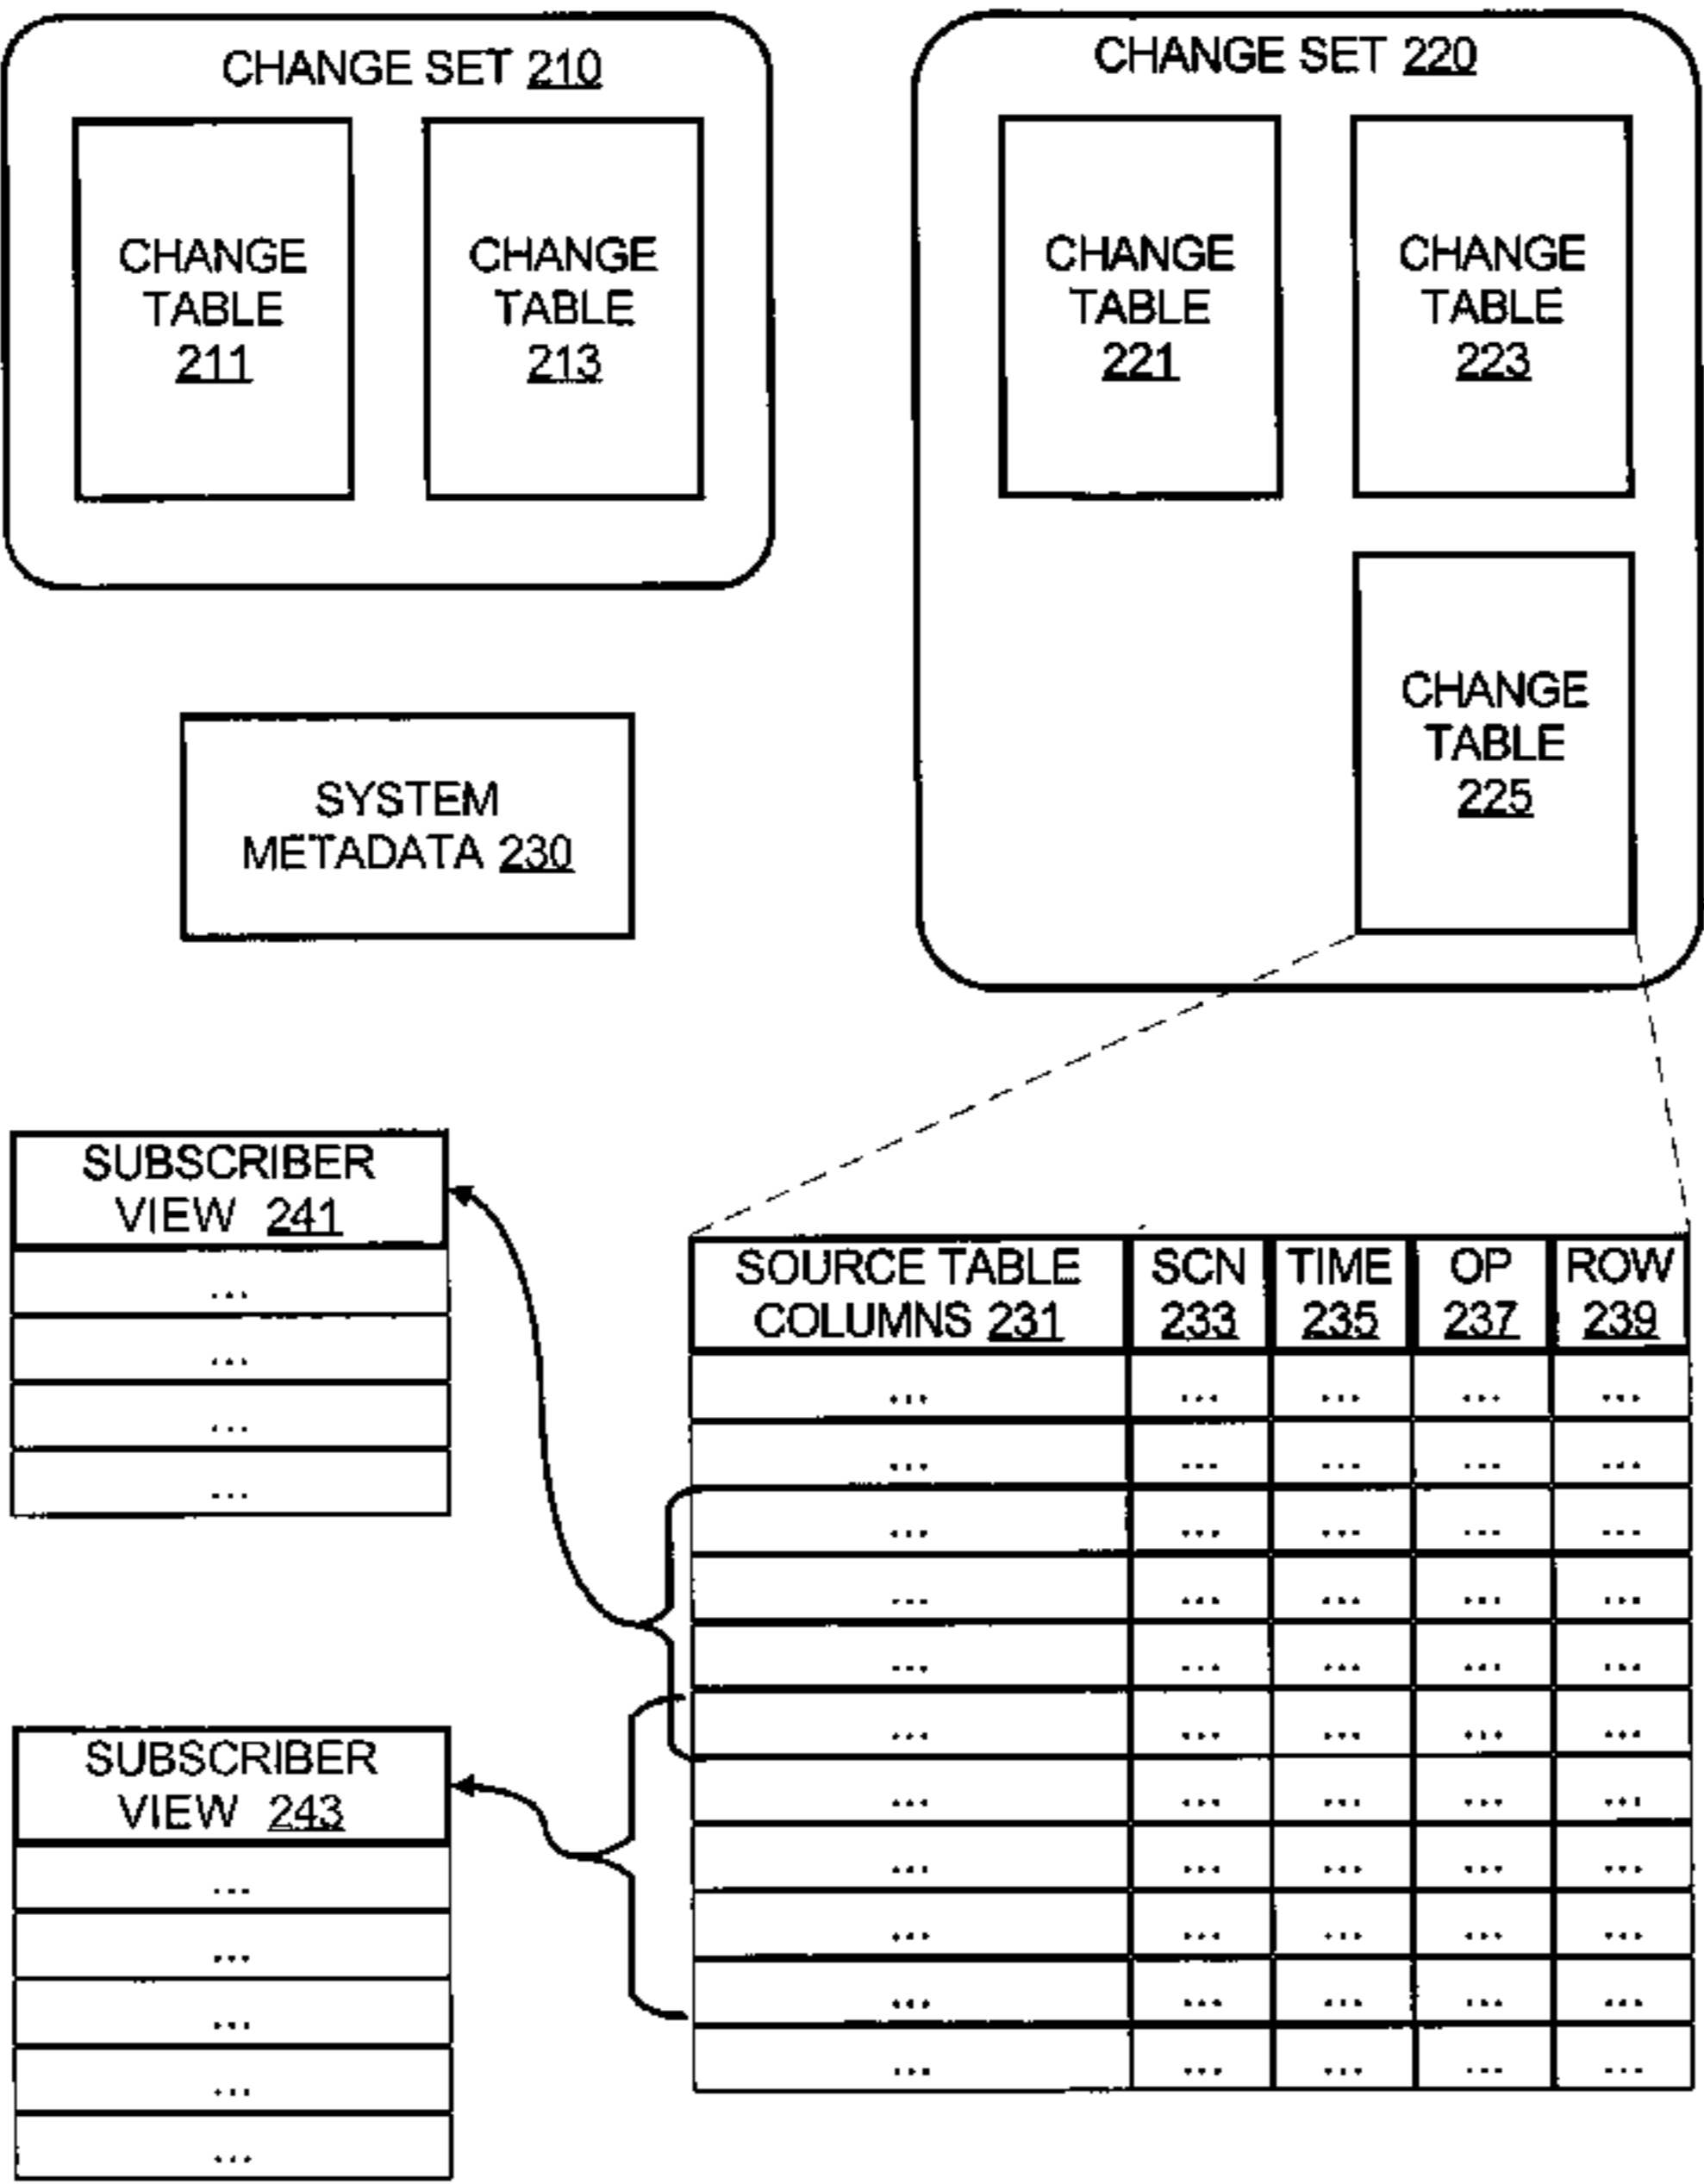 CHANGE SET 210
CHANGE
TABLE
211
CHANGE
TABLE
213
CHANGE SET 220
CHANGE
TABLE
221
CHANGE
TABLE
223
CHANGE
TABLE
225
SYSTEM
METADATA 230
SUBSCRIBER
VIEW 241
...
...
...
...
SUBSCRIBER
VIEW 243
...
...
...
...
...
SOURCE TABLE COLUMNS 231 SCN 233 TIME 235 OP 237 ROW 239
... ... ... ... ...
... ... ... ... ...
... ... ... ... ...
... ... ... ... ...
... ... ... ... ...
... ... ... ... ...
... ... ... ... ...
... ... ... ... ...
... ... ... ... ...
... ... ... ... ...
... ... ... ... ...